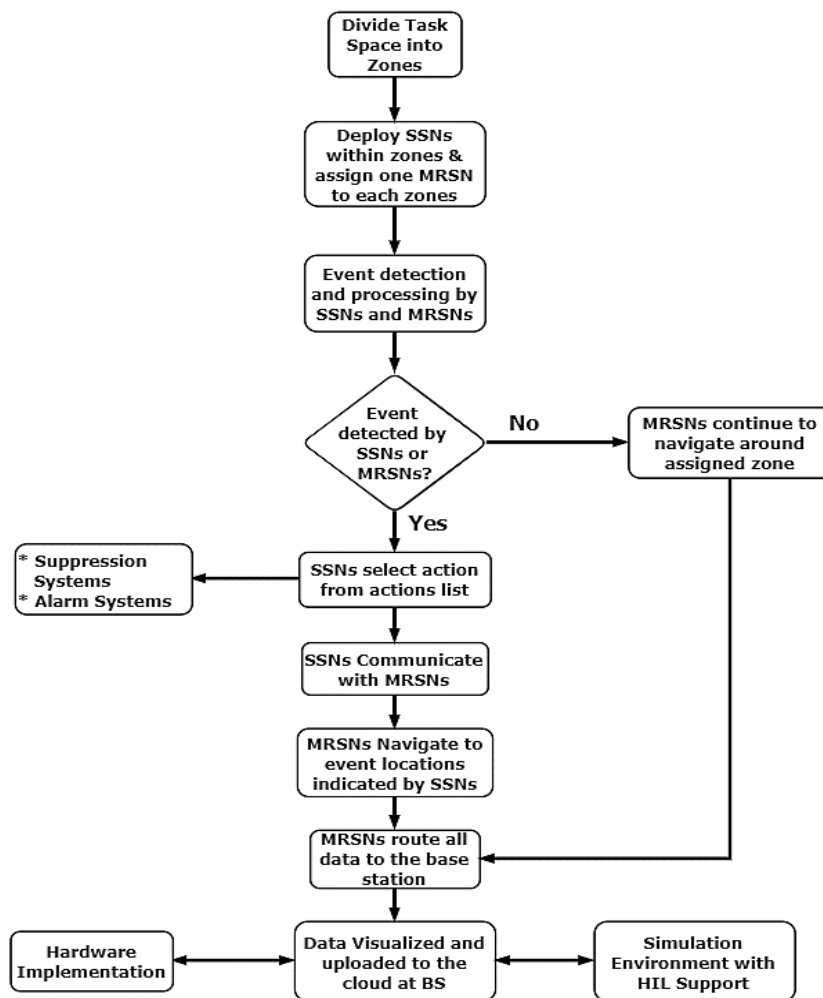 Divide Task
Space into
Zones
Deploy SSNs
within zones &
assign one MRSN
to each zones
Event detection
and processing by
SSNs and MRSNs
Event
detected by
SSNs or
MRSNs?
No
MRSNs continue to
navigate around
assigned zone
Yes
* Suppression
Systems
* Alarm Systems
SSNs select action
from actions list
SSNs Communicate
with MRSNs
MRSNs Navigate to
event locations
indicated by SSNs
MRSNs route all
data to the base
station
Hardware
Implementation
Data Visualized and
uploaded to the
cloud at BS
Simulation
Environment with
HIL Support